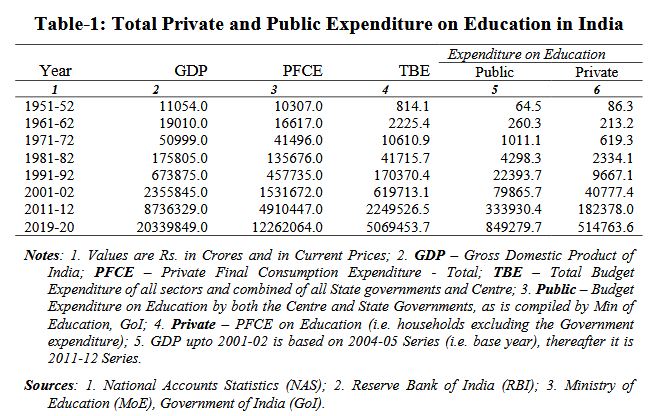 Table-1: Total Private and Public Expenditure on Education in India
Expenditure on Education
Year GDP PFCE TBE Public Private
1 2 3 4 5 6
1951-52 11054.0 10307.0 814.1 64.5 86.3
1961-62 19010.0 16617.0 2225.4 260.3 213.2
1971-72 50999.0 41496.0 10610.9 1011.1 619.3
1981-82 175805.0 135676.0 41715.7 4298.3 2334.1
1991-92 673875.0 457735.0 170370.4 22393.7 9667.1
2001-02 2355845.0 1531672.0 619713.1 79865.7 40777.4
2011-12 8736329.0 4910447.0 2249526.5 333930.4 182378.0
2019-20 20339849.0 12262064.0 5069453.7 849279.7 514763.6
Notes: 1. Values are Rs. in Crores and in Current Prices; 2. GDP – Gross Domestic Product of
India; PFCE – Private Final Consumption Expenditure - Total; TBE – Total Budget
Expenditure of all sectors and combined of all State governments and Centre; 3. Public – Budget
Expenditure on Education by both the Centre and State Governments, as is compiled by Min of
Education, GoI; 4. Private – PFCE on Education (i.e. households excluding the Government
expenditure); 5. GDP upto 2001-02 is based on 2004-05 Series (i.e. base year), thereafter it is
2011-12 Series.
Sources: 1. National Accounts Statistics (NAS); 2. Reserve Bank of India (RBI); 3. Ministry of
Education (MoE), Government of India (GoI).